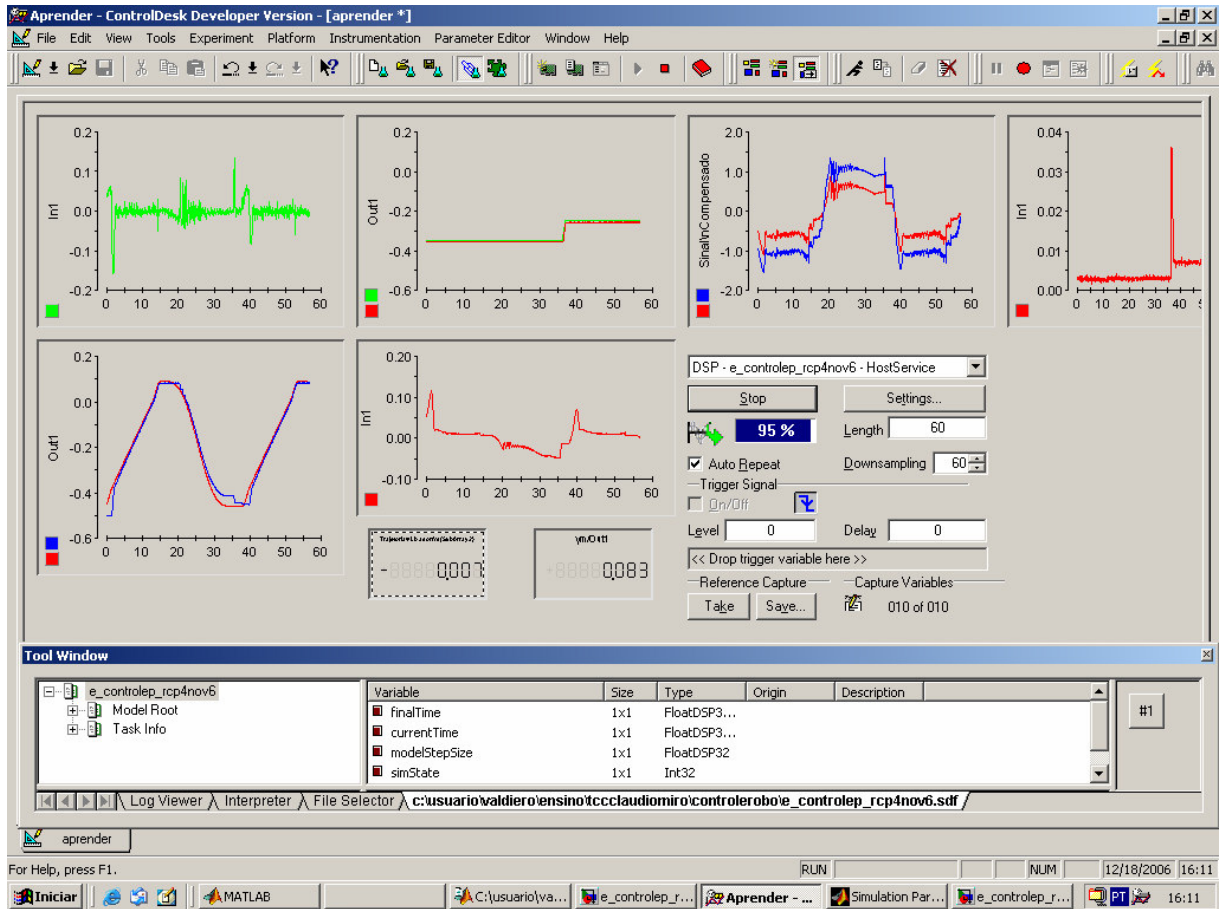 Aprender - ControlDesk Developer Version - [aprender *]
File Edit View Tools Experiment Platform Instrumentation Parameter Editor Window Help
0.2
0.1
0.0
-0.1
-0.2
In1
0 10 20 30 40 50 60
0.2
0.0
-0.2
-0.4
-0.6
Out1
0 10 20 30 40 50 60
2.0
1.0
0.0
-1.0
-2.0
Sinal\nCompensado
0 10 20 30 40 50 60
0.04
0.03
0.02
0.01
0.00
In1
0 10 20 30 40
0.2
0.0
-0.2
-0.4
-0.6
Out1
0 10 20 30 40 50 60
0.20
0.10
0.00
-0.10
In1
0 10 20 30 40 50 60
ym/Out1
-88880,007
+88880,083
DSP - e_controlep_rcp4nov6 - HostService
Stop
Settings...
95 %
Length 60
Auto Repeat
Downsampling 60
Trigger Signal
On/Off
Level 0
Delay 0
<< Drop trigger variable here >>
Reference Capture
Capture Variables
Take
Save...
010 of 010
Tool Window
e_controlep_rcp4nov6
Model Root
Task Info
Variable Size Type Origin Description
finalTime 1x1 FloatDSP3...
currentTime 1x1 FloatDSP3...
modelStepSize 1x1 FloatDSP32
simState 1x1 Int32
#1
Log Viewer Interpreter File Selector c:\usuario\valdiero\ensino\tccclaudiomiro\controlerobo\e_controlep_rcp4nov6.sdf
aprender
For Help, press F1.
RUN
NUM
12/18/2006 16:11
Iniciar
MATLAB
C:\usuario\va...
e_controlep_r...
Aprender - ...
Simulation Par...
e_controlep_r...
PT
16:11